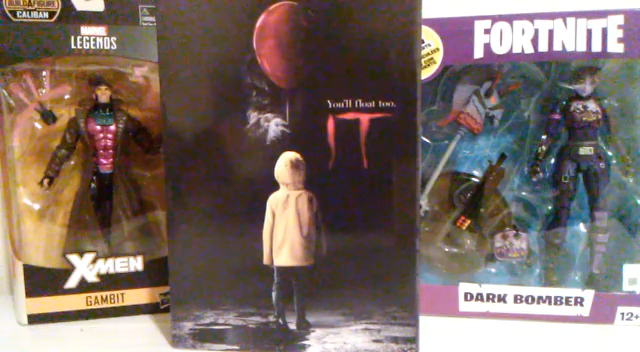 BUILD A FIGURE
CALIBAN
MARVEL
LEGENDS
X-MEN
GAMBIT
You'll float too.
IT
FORTNITE
DARK BOMBER
12+